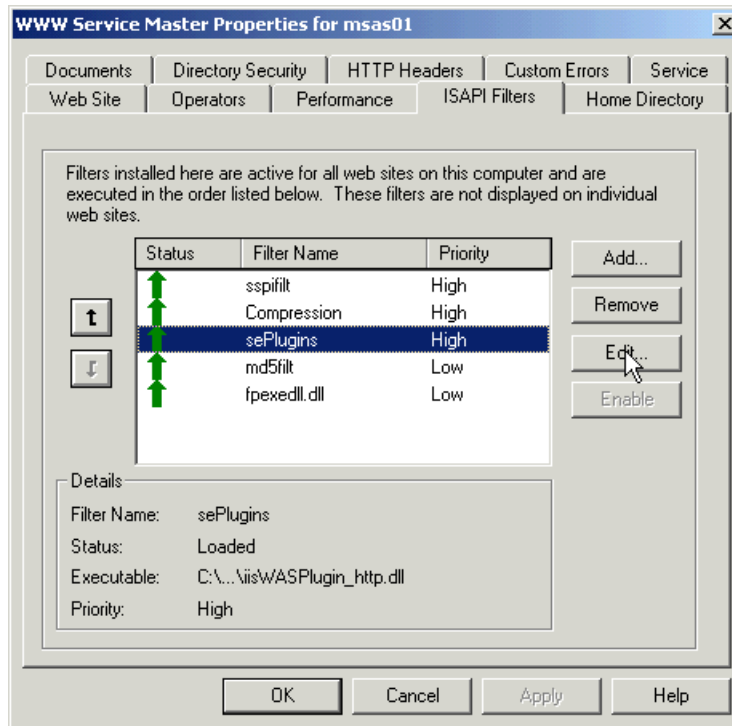 WWW Service Master Properties for msas01
Documents Directory Security HTTP Headers Custom Errors Service
Web Site Operators Performance ISAPI Filters Home Directory
Filters installed here are active for all web sites on this computer and are
executed in the order listed below. These filters are not displayed on individual
web sites.
Status Filter Name Priority
sspifilt High
Compression High
sePlugins High
md5filt Low
fpexedll.dll Low
Add...
Remove
Edit...
Enable
Details
Filter Name: sePlugins
Status: Loaded
Executable: C:\...\iisWASPlugin_http.dll
Priority: High
OK Cancel Apply Help